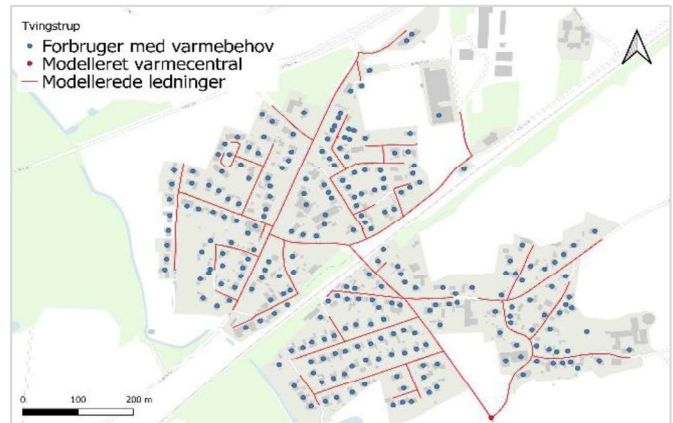 Tvingstrup
Forbruger med varmebehov
Modelleret varmecentral
Modellerede ledninger
0 100 200 m